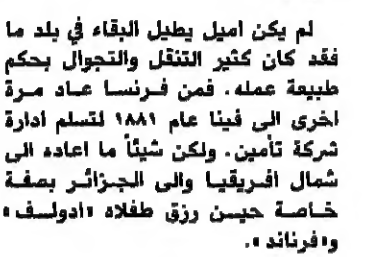 لم يكن اميل يطيل البقاء في بلد ما
فقد كان كثير التنقل والتجوال بحكم
طبيعة عمله . فمن فرنسا عاد مرة
اخرى الى فينا عام ١٨٨١ لتسلم ادارة
شركة تأمين . ولكن شيئاً ما اعاده الى
شمال افريقيا والى الجزائر بصفة
خاصة حيسن رزق طفلاه «ادولسف»
و«فرناند».